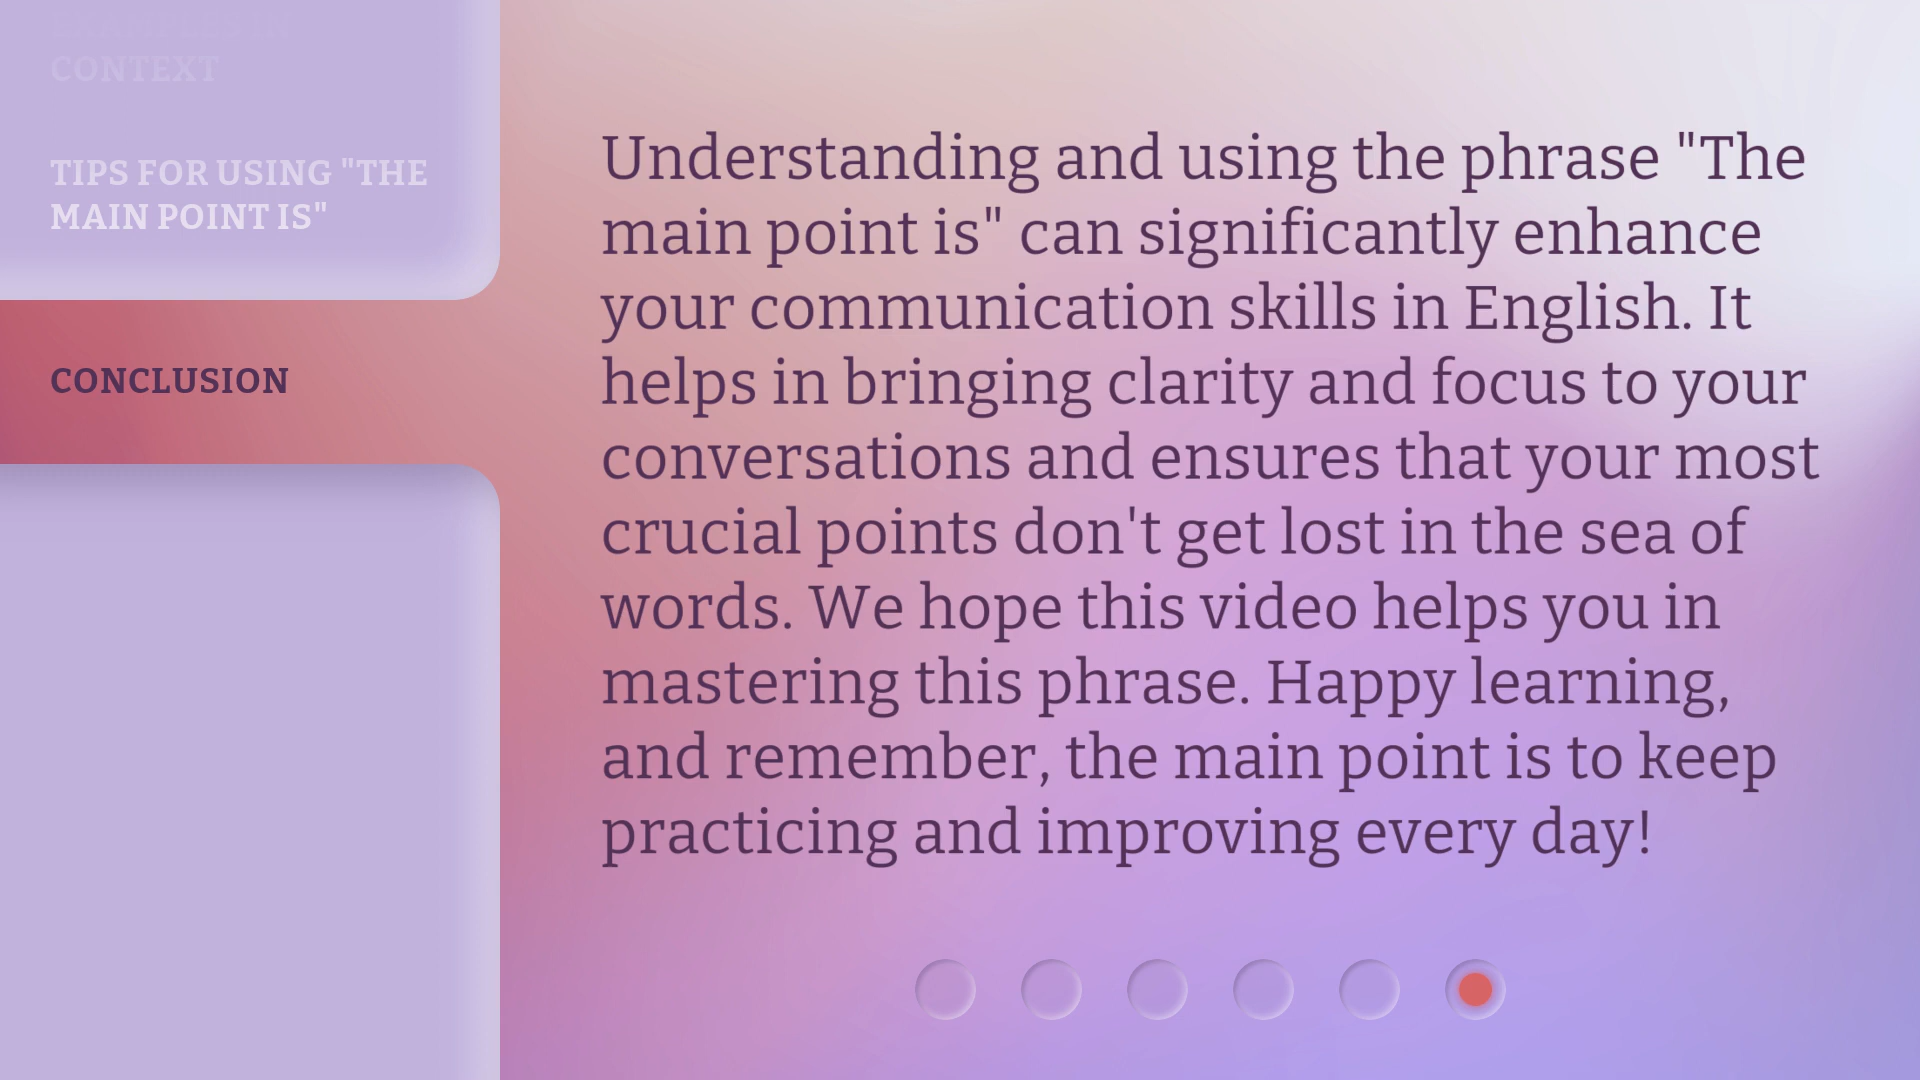 CONTEXT
TIPS FOR USING "THE
MAIN POINT IS"
CONCLUSION
Understanding and using the phrase "The
main point is" can significantly enhance
your communication skills in English. It
helps in bringing clarity and focus to your
conversations and ensures that your most
crucial points don't get lost in the sea of
words. We hope this video helps you in
mastering this phrase. Happy learning,
and remember, the main point is to keep
practicing and improving every day!